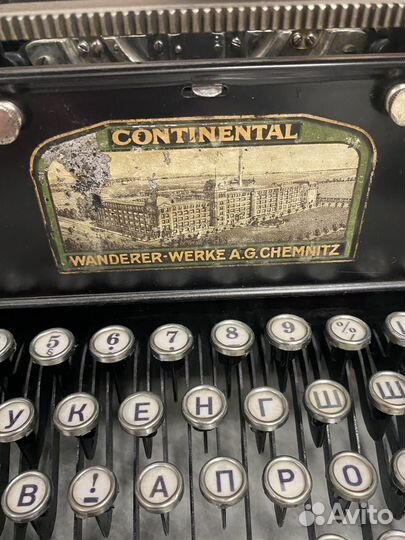 CONTINENTAL
WANDERER-WERKE A.G. CHEMNITZ
5 6 7 8 9 %
У К Е Н Г Ш Щ
В ! А П Р О
Avito